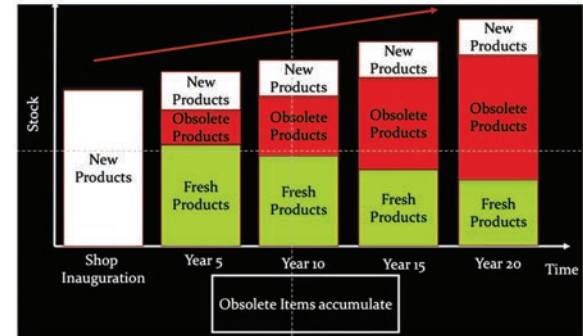 Stock
New
Products
Shop
Inauguration
New
Products
Obsolete
Products
Fresh
Products
Year 5
New
Products
Obsolete
Products
Fresh
Products
Year 10
New
Products
Obsolete
Products
Fresh
Products
Year 15
New
Products
Obsolete
Products
Fresh
Products
Year 20
Time
Obsolete Items accumulate